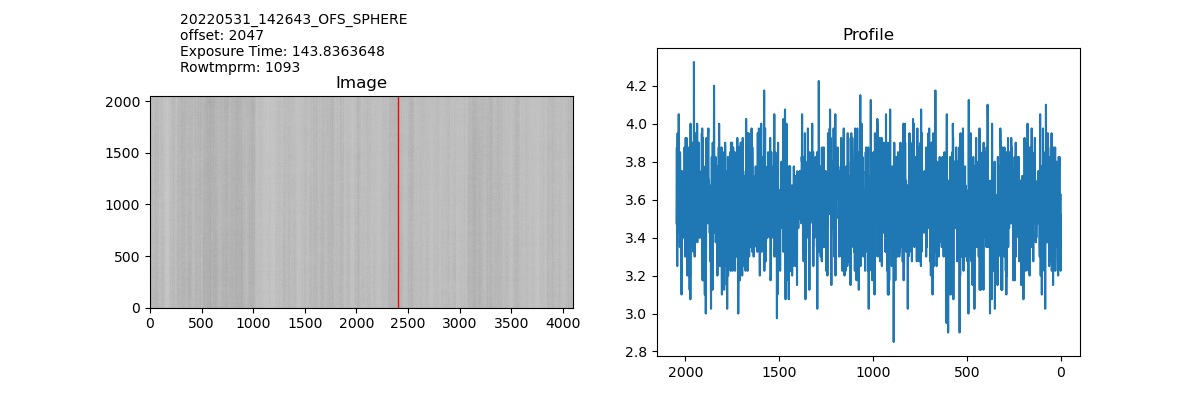 20220531_142643_OFS_SPHERE
offset: 2047
Exposure Time: 143.8363648
Rowtmprm: 1093
Image
2000
1500
1000
500
0
0 500 1000 1500 2000 2500 3000 3500 4000
Profile
4.2
4.0
3.8
3.6
3.4
3.2
3.0
2.8
2000 1500 1000 500 0